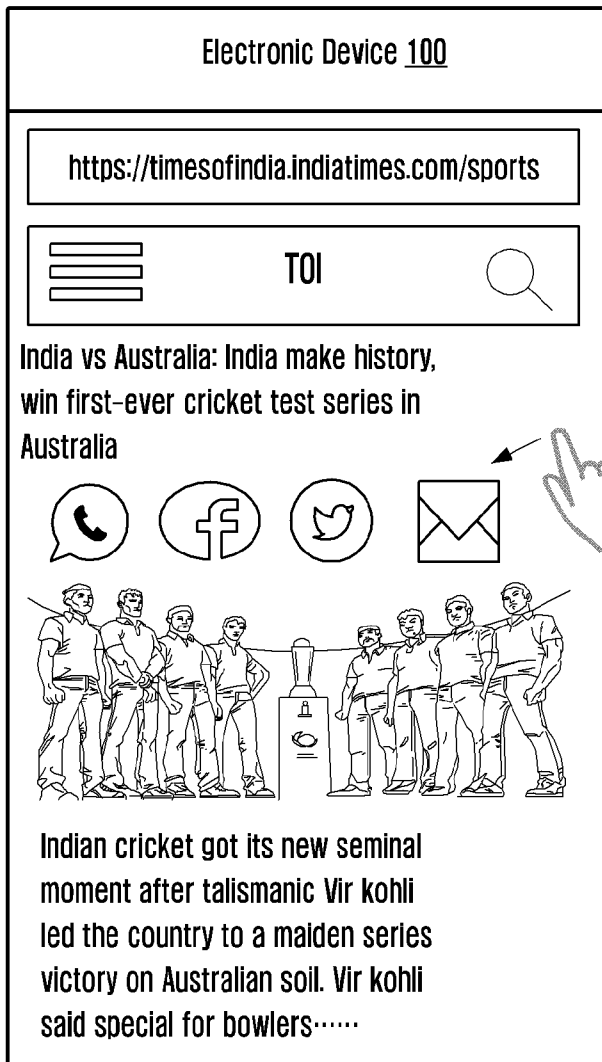 Electronic Device 100
https://timesofindia.indiatimes.com/sports
TOI
India vs Australia: India make history,
win first-ever cricket test series in
Australia
Indian cricket got its new seminal
moment after talismanic Vir kohli
led the country to a maiden series
victory on Australian soil. Vir kohli
said special for bowlers……